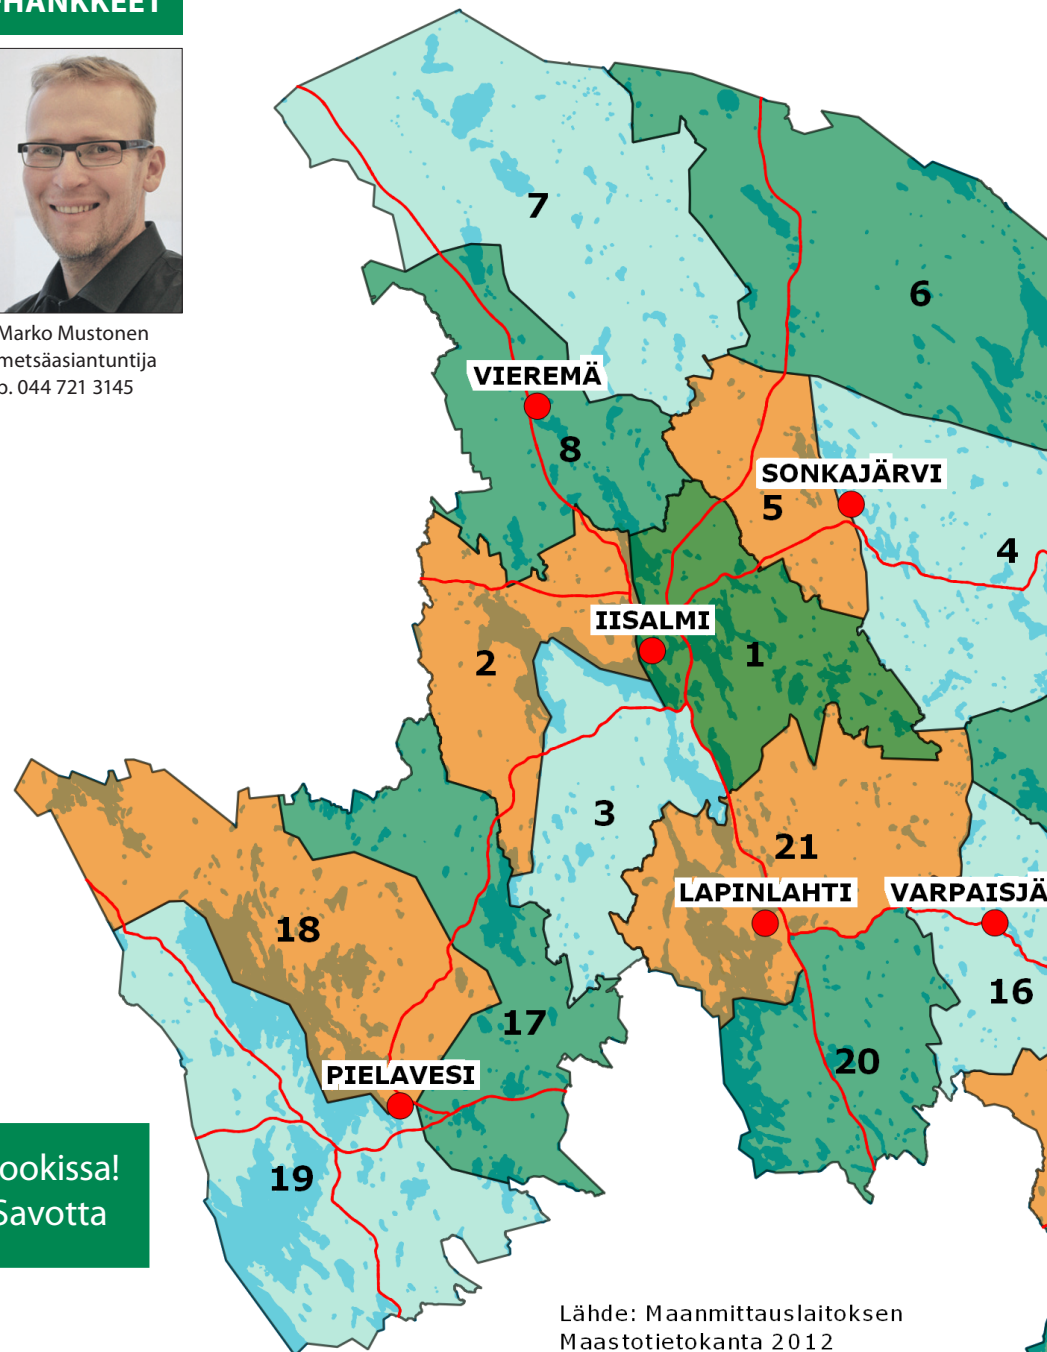 HANKKEET
Marko Mustonen
metsäasiantuntija
p. 044 721 3145
7
6
VIEREMÄ
8
SONKAJÄRVI
5
4
IISALMI
1
2
3
21
LAPINLAHTI
VARPAISJÄ
18
16
17
20
PIELAVESI
19
ookissa!
Savotta
Lähde: Maanmittauslaitoksen
Maastotietokanta 2012